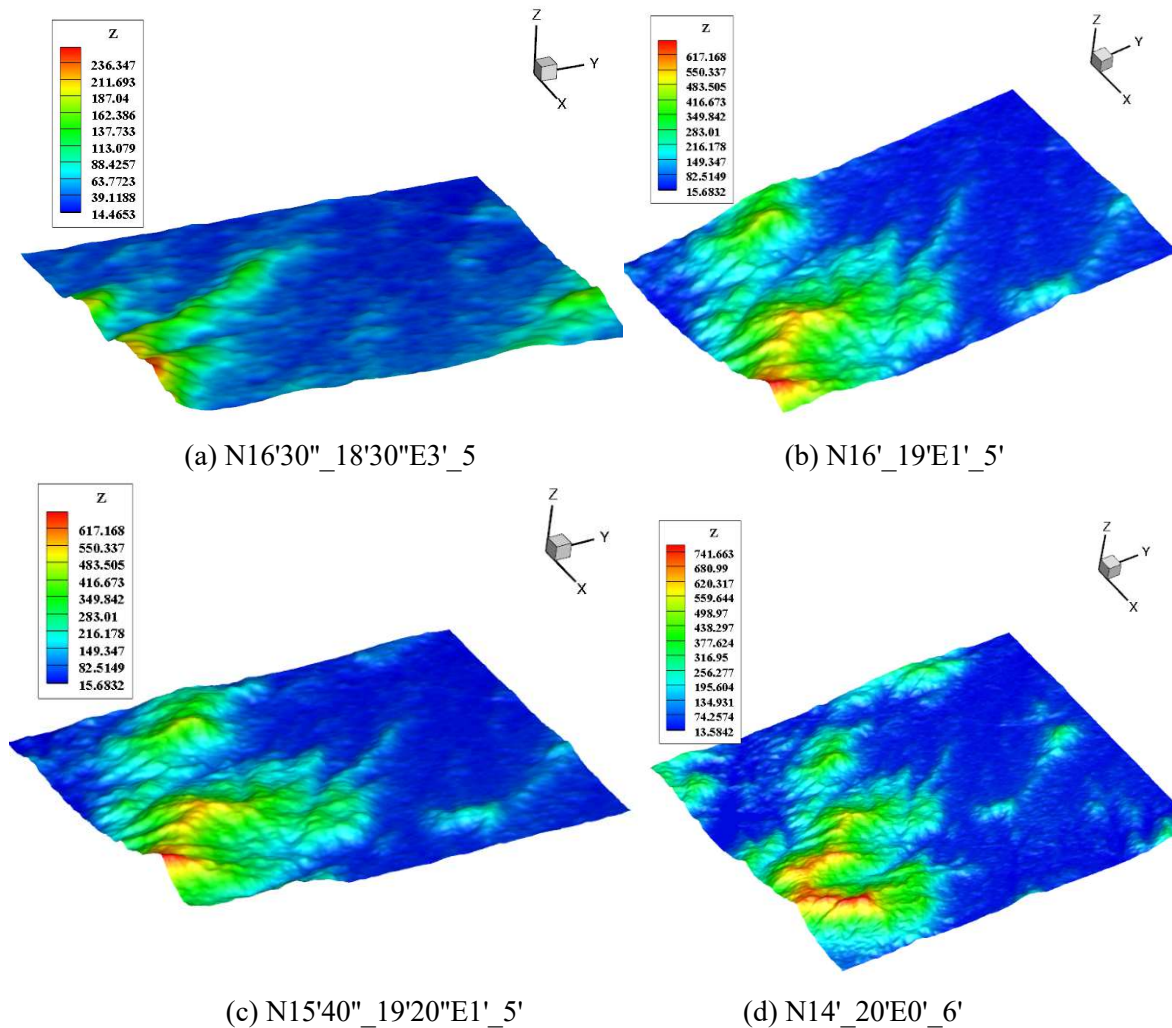 Z
236.347
211.693
187.04
162.386
137.733
113.079
88.4257
63.7723
39.1188
14.4653
Z
Y
X
(a) N16'30"_18'30"E3'_5
Z
617.168
550.337
483.505
416.673
349.842
283.01
216.178
149.347
82.5149
15.6832
Z
Y
X
(b) N16'_19'E1'_5'
Z
617.168
550.337
483.505
416.673
349.842
283.01
216.178
149.347
82.5149
15.6832
Z
Y
X
(c) N15'40"_19'20"E1'_5'
Z
741.663
680.99
620.317
559.644
498.97
438.297
377.624
316.95
256.277
195.604
134.931
74.2574
13.5842
Z
Y
X
(d) N14'_20'E0'_6'